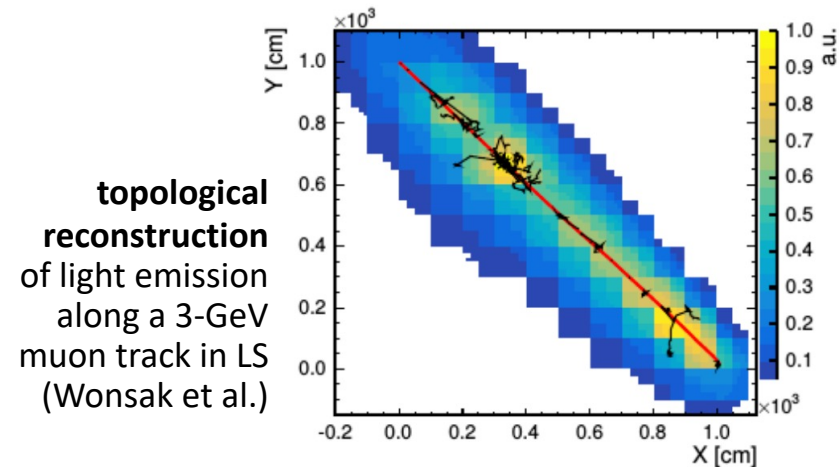 topological
reconstruction
of light emission
along a 3-GeV
muon track in LS
(Wonsak et al.)
×10³
Y [cm]
1.0
0.8
0.6
0.4
0.2
0.0
-0.2 0.0 0.2 0.4 0.6 0.8 1.0
×10³
X [cm]
1.0
0.9
0.8
0.7
0.6
0.5
0.4
0.3
0.2
0.1
a.u.